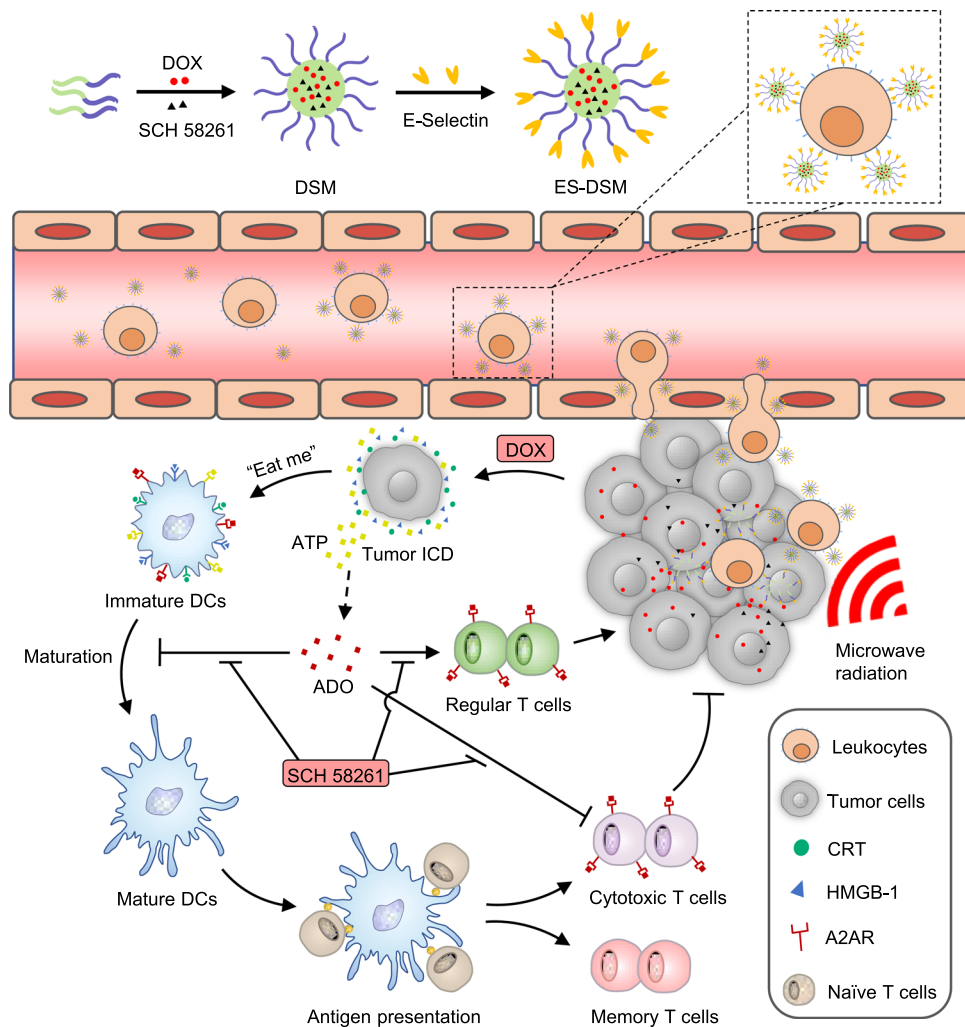 DOX
SCH 58261
E-Selectin
DSM
ES-DSM
DOX
“Eat me”
ATP
Tumor ICD
Immature DCs
Maturation
ADO
Regular T cells
Microwave
radiation
SCH 58261
Mature DCs
Cytotoxic T cells
Antigen presentation
Memory T cells
Leukocytes
Tumor cells
CRT
HMGB-1
A2AR
Naïve T cells